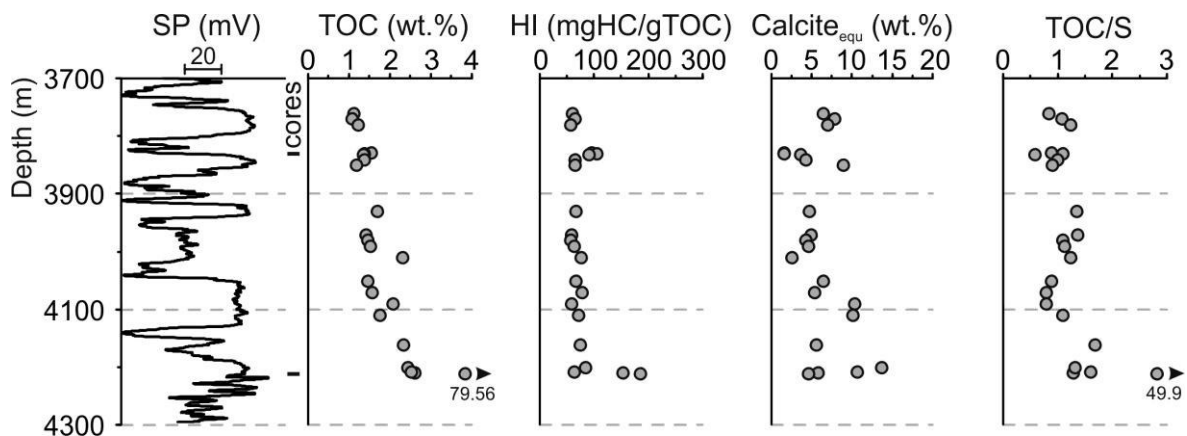 SP (mV) TOC (wt.%) HI (mgHC/gTOC) Calciteequ (wt.%) TOC/S
20 0 1 2 3 4 0 100 200 300 0 5 10 15 20 0 1 2 3
Depth (m)
cores
3700
3900
4100
4300
79.56 49.9